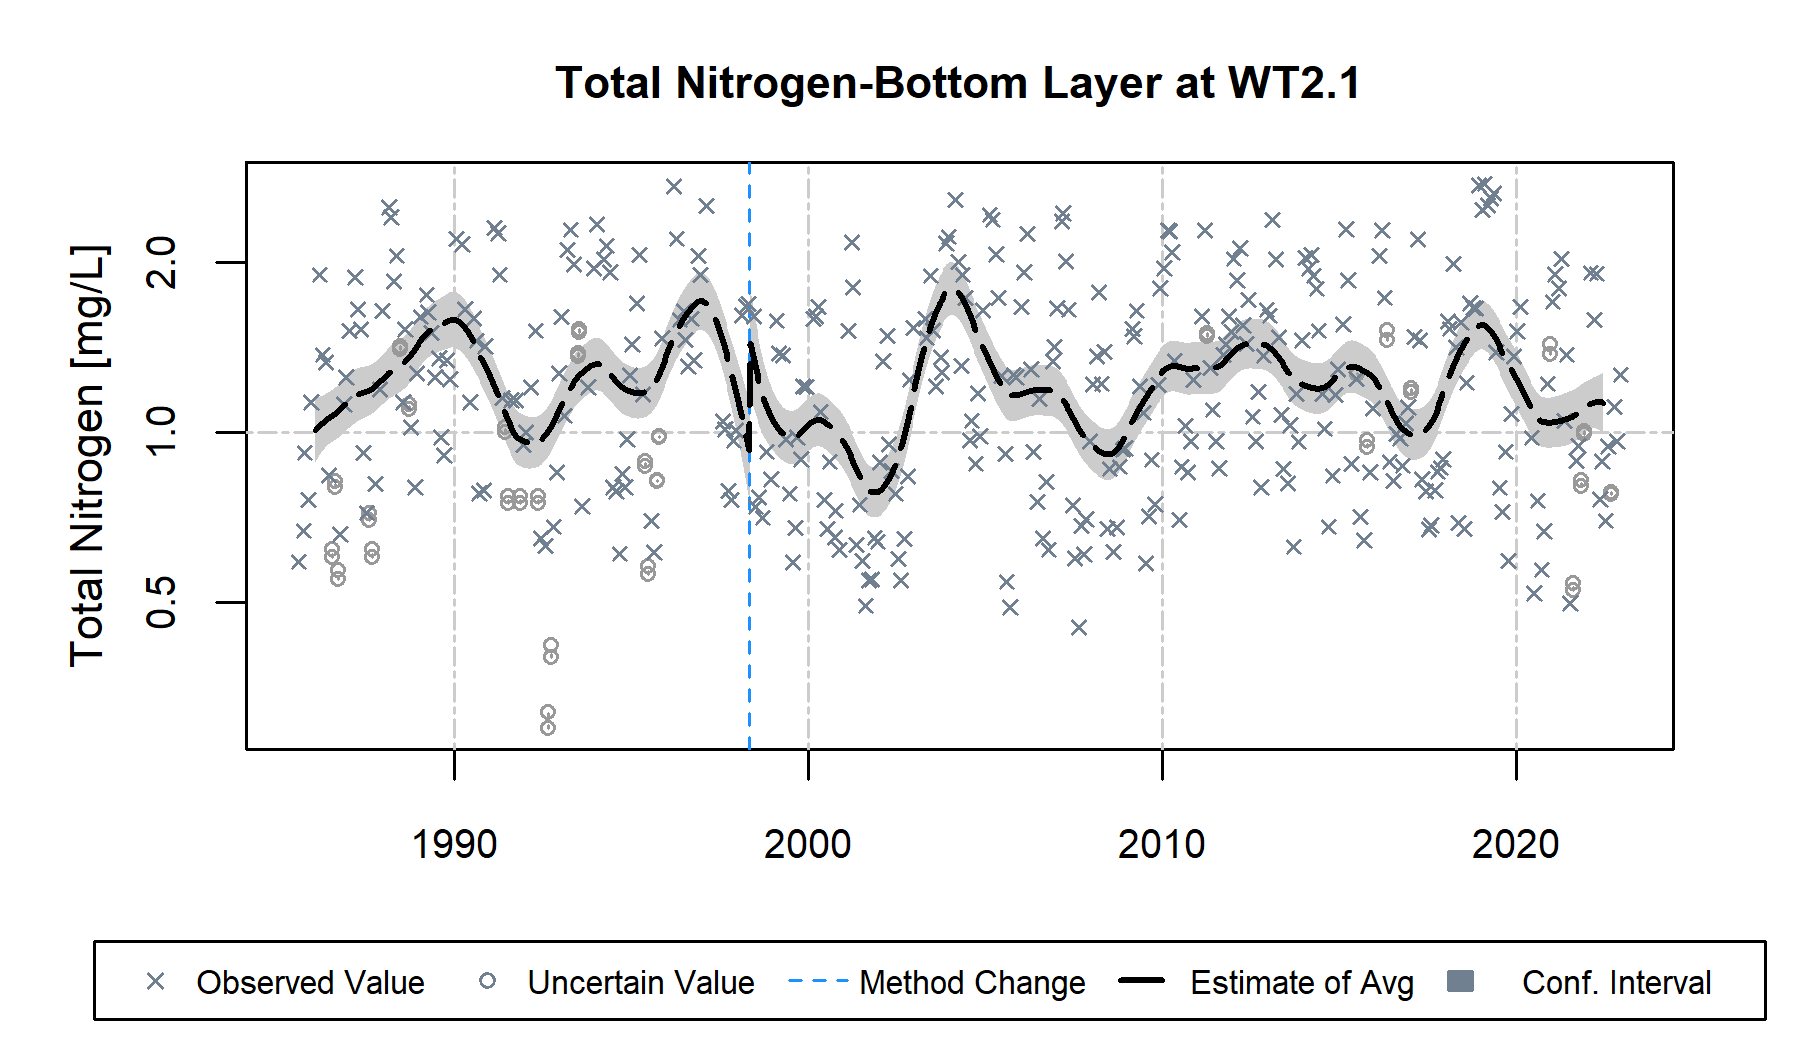 Total Nitrogen-Bottom Layer at WT2.1
Total Nitrogen [mg/L]
2.0
1.0
0.5
1990 2000 2010 2020
Observed Value Uncertain Value Method Change Estimate of Avg Conf. Interval